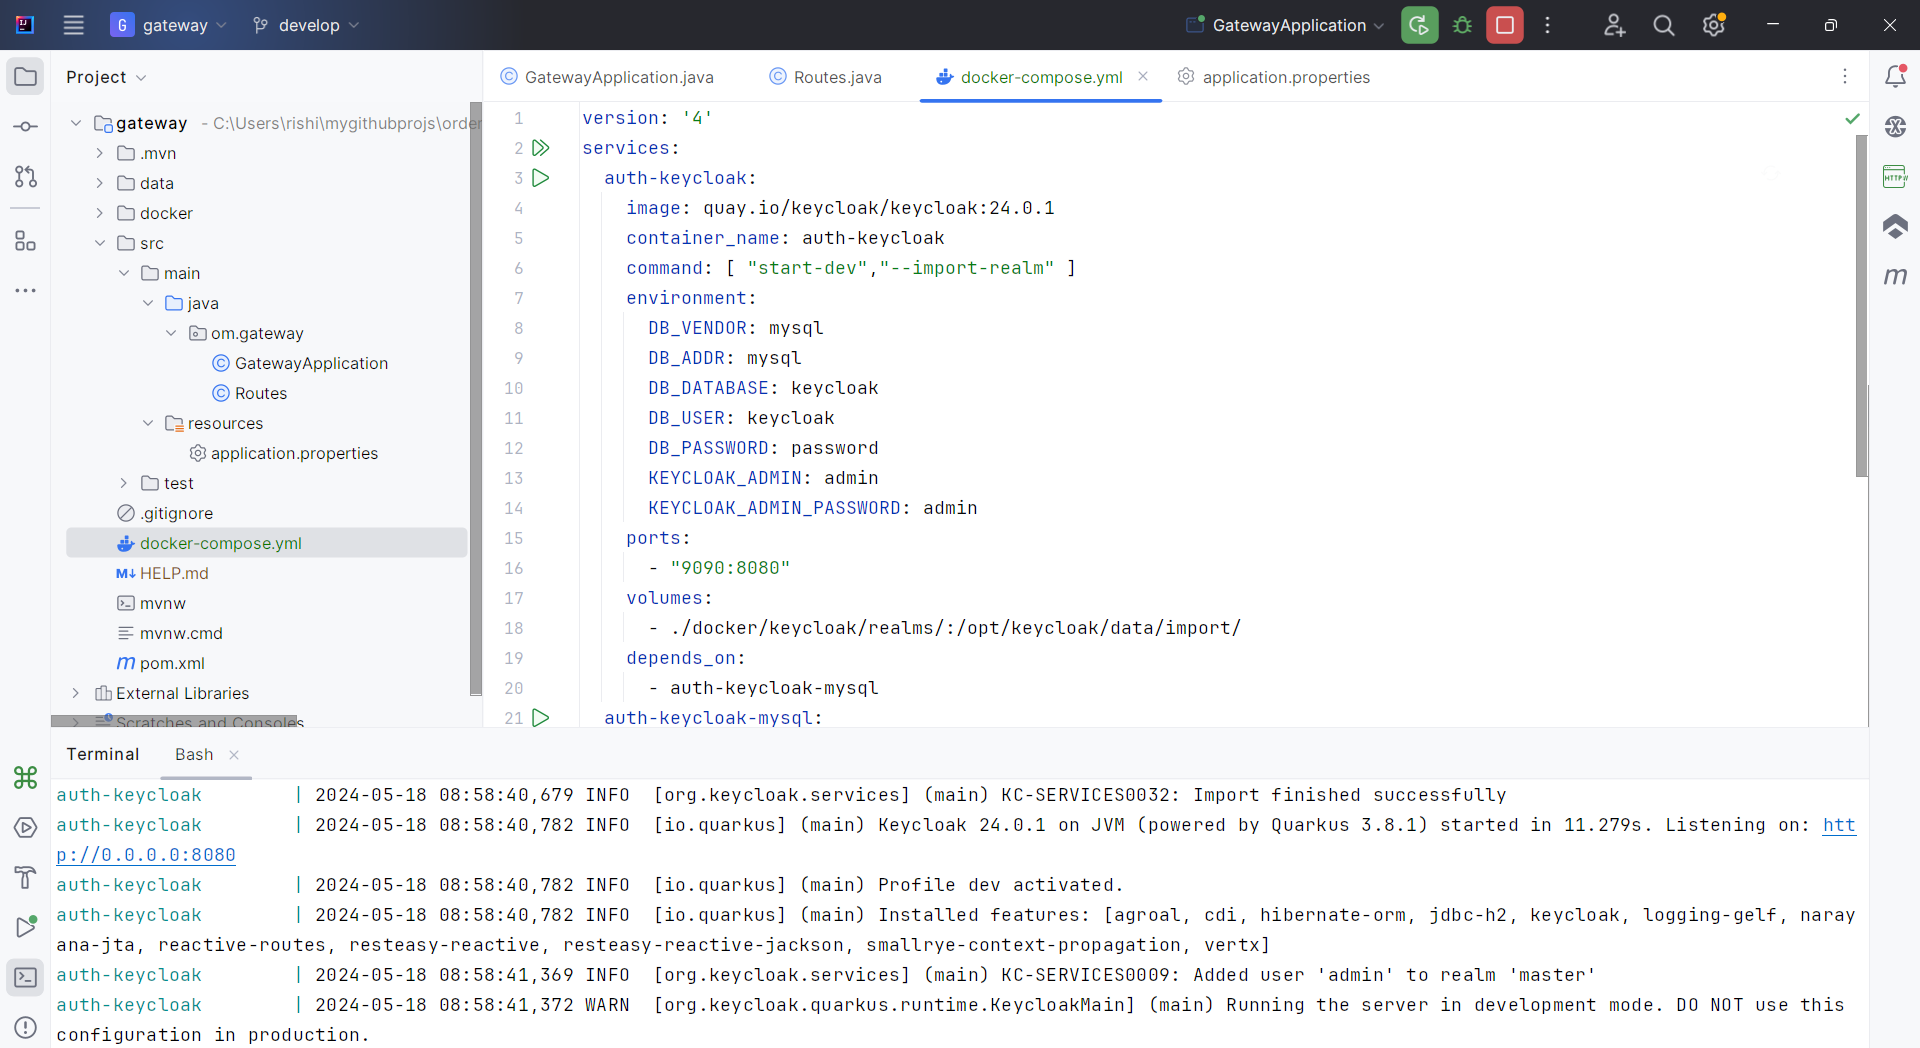 G gateway develop GatewayApplication
Project
GatewayApplication.java Routes.java docker-compose.yml application.properties
gateway - C:\Users\rishi\mygithubprojs\order
.mvn
data
docker
src
main
java
om.gateway
GatewayApplication
Routes
resources
application.properties
test
.gitignore
docker-compose.yml
M↓ HELP.md
mvnw
mvnw.cmd
m pom.xml
External Libraries
Scratches and Consoles
1 version: '4'
2 services:
3 auth-keycloak:
4 image: quay.io/keycloak/keycloak:24.0.1
5 container_name: auth-keycloak
6 command: [ "start-dev","--import-realm" ]
7 environment:
8 DB_VENDOR: mysql
9 DB_ADDR: mysql
10 DB_DATABASE: keycloak
11 DB_USER: keycloak
12 DB_PASSWORD: password
13 KEYCLOAK_ADMIN: admin
14 KEYCLOAK_ADMIN_PASSWORD: admin
15 ports:
16 - "9090:8080"
17 volumes:
18 - ./docker/keycloak/realms/:/opt/keycloak/data/import/
19 depends_on:
20 - auth-keycloak-mysql
21 auth-keycloak-mysql:
m
Terminal Bash
auth-keycloak | 2024-05-18 08:58:40,679 INFO [org.keycloak.services] (main) KC-SERVICES0032: Import finished successfully
auth-keycloak | 2024-05-18 08:58:40,782 INFO [io.quarkus] (main) Keycloak 24.0.1 on JVM (powered by Quarkus 3.8.1) started in 11.279s. Listening on: htt
p://0.0.0.0:8080
auth-keycloak | 2024-05-18 08:58:40,782 INFO [io.quarkus] (main) Profile dev activated.
auth-keycloak | 2024-05-18 08:58:40,782 INFO [io.quarkus] (main) Installed features: [agroal, cdi, hibernate-orm, jdbc-h2, keycloak, logging-gelf, naray
ana-jta, reactive-routes, resteasy-reactive, resteasy-reactive-jackson, smallrye-context-propagation, vertx]
auth-keycloak | 2024-05-18 08:58:41,369 INFO [org.keycloak.services] (main) KC-SERVICES0009: Added user 'admin' to realm 'master'
auth-keycloak | 2024-05-18 08:58:41,372 WARN [org.keycloak.quarkus.runtime.KeycloakMain] (main) Running the server in development mode. DO NOT use this
configuration in production.